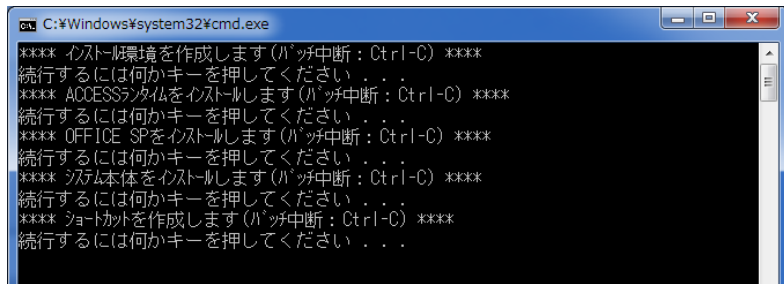 C:¥Windows¥system32¥cmd.exe
**** ｲﾝｽﾄｰﾙ環境を作成します(ﾊﾞｯﾁ中断：Ctrl-C) ****
続行するには何かキーを押してください . . .
**** ACCESSﾗﾝﾀｲﾑをｲﾝｽﾄｰﾙします(ﾊﾞｯﾁ中断：Ctrl-C) ****
続行するには何かキーを押してください . . .
**** OFFICE SPをｲﾝｽﾄｰﾙします(ﾊﾞｯﾁ中断：Ctrl-C) ****
続行するには何かキーを押してください . . .
**** ｼｽﾃﾑ本体をｲﾝｽﾄｰﾙします(ﾊﾞｯﾁ中断：Ctrl-C) ****
続行するには何かキーを押してください . . .
**** ｼｮｰﾄｶｯﾄを作成します(ﾊﾞｯﾁ中断：Ctrl-C) ****
続行するには何かキーを押してください . . .